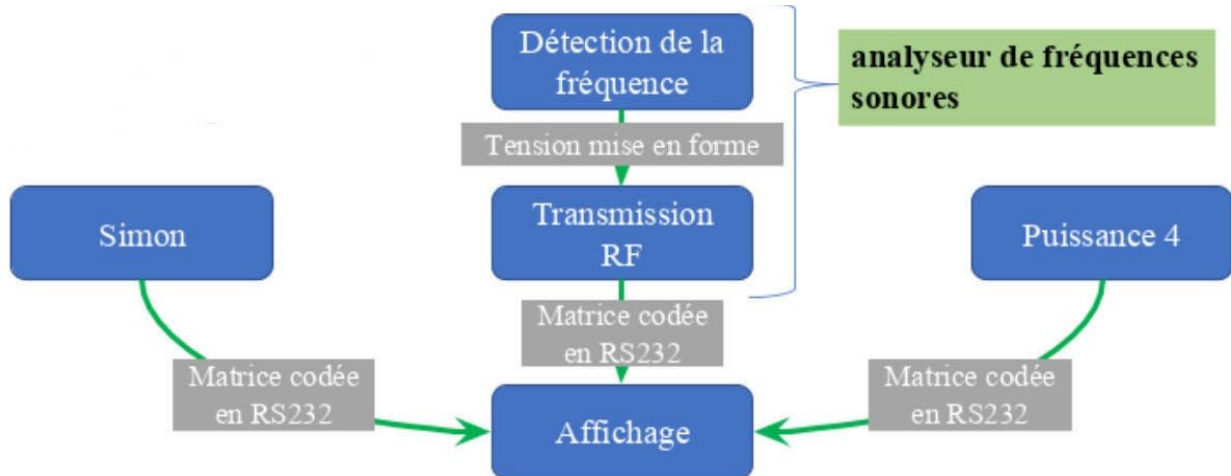 Détection de la
fréquence
analyseur de fréquences
sonores
Tension mise en forme
Simon
Transmission
RF
Puissance 4
Matrice codée
en RS232
Matrice codée
en RS232
Matrice codée
en RS232
Affichage